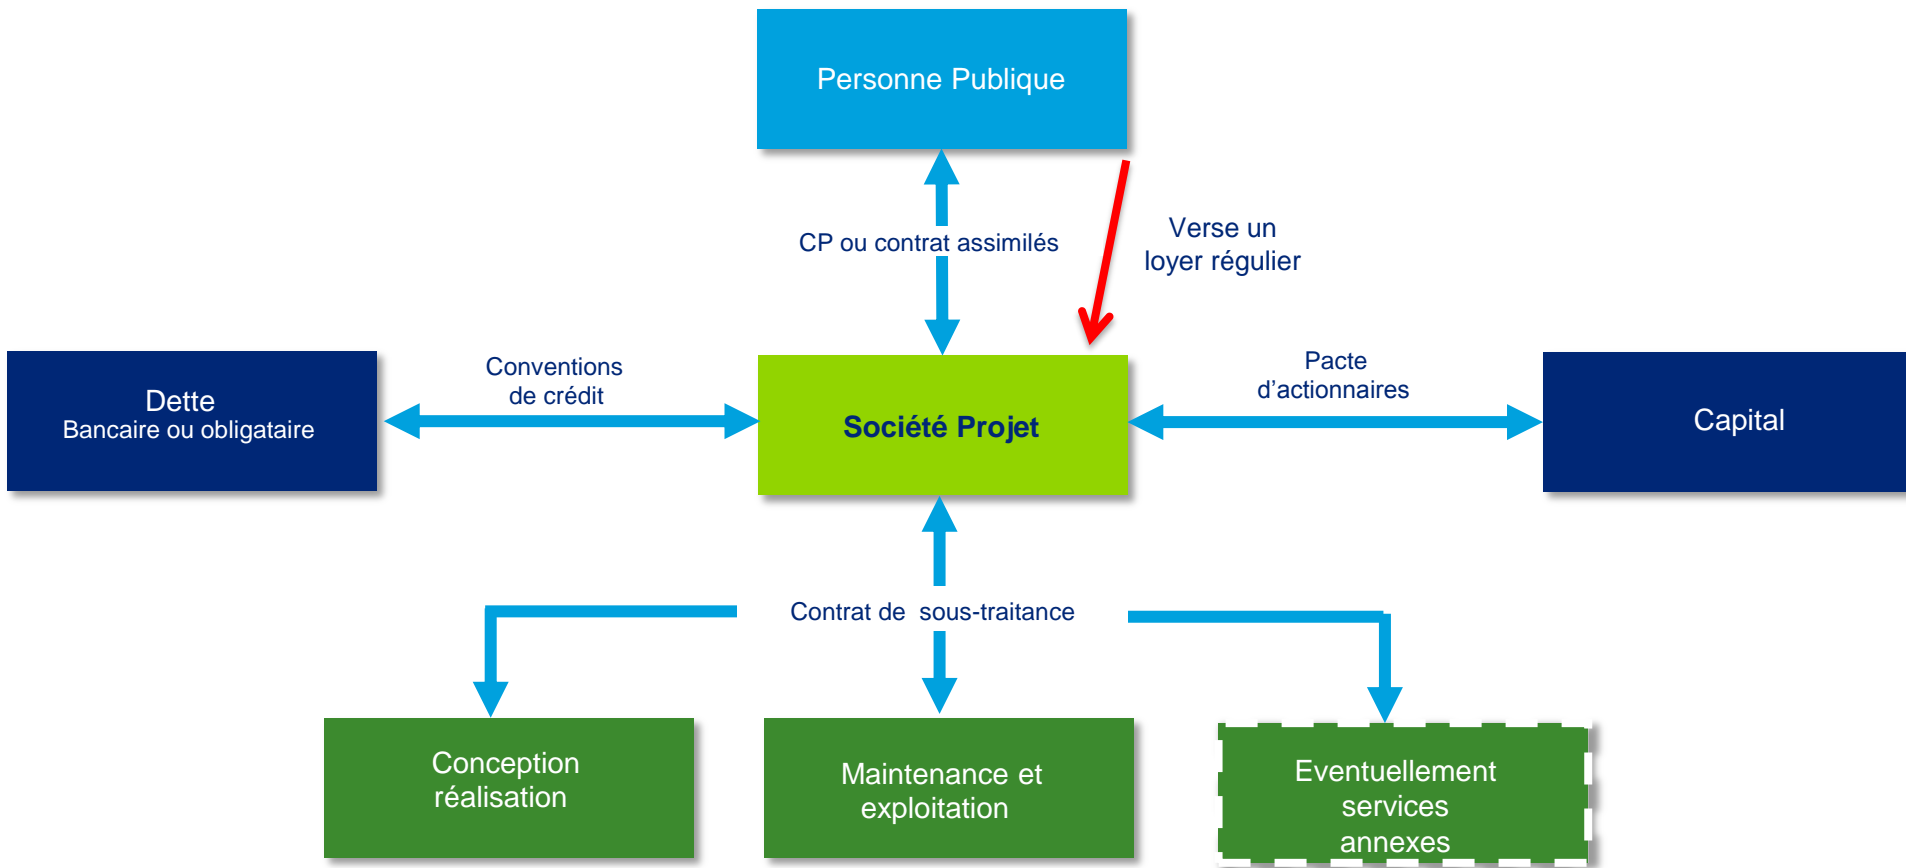 Personne Publique
CP ou contrat assimilés
Verse un
loyer régulier
Dette
Bancaire ou obligataire
Conventions
de crédit
Société Projet
Pacte
d’actionnaires
Capital
Contrat de sous-traitance
Conception
réalisation
Maintenance et
exploitation
Eventuellement
services
annexes